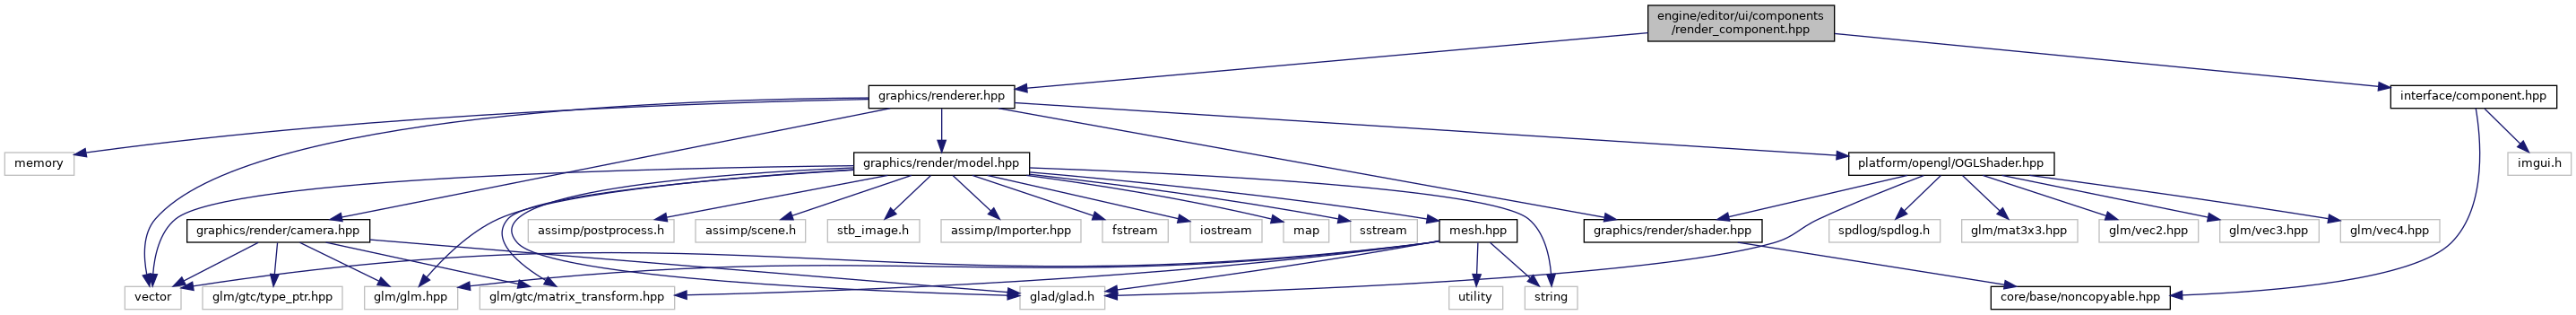 engine/editor/ui/components
/render_component.hpp
graphics/renderer.hpp
interface/component.hpp
memory
graphics/render/model.hpp
platform/opengl/OGLShader.hpp
imgui.h
graphics/render/camera.hpp
assimp/postprocess.h
assimp/scene.h
stb_image.h
assimp/Importer.hpp
fstream
iostream
map
sstream
mesh.hpp
graphics/render/shader.hpp
spdlog/spdlog.h
glm/mat3x3.hpp
glm/vec2.hpp
glm/vec3.hpp
glm/vec4.hpp
vector
glm/gtc/type_ptr.hpp
glm/glm.hpp
glm/gtc/matrix_transform.hpp
glad/glad.h
utility
string
core/base/noncopyable.hpp